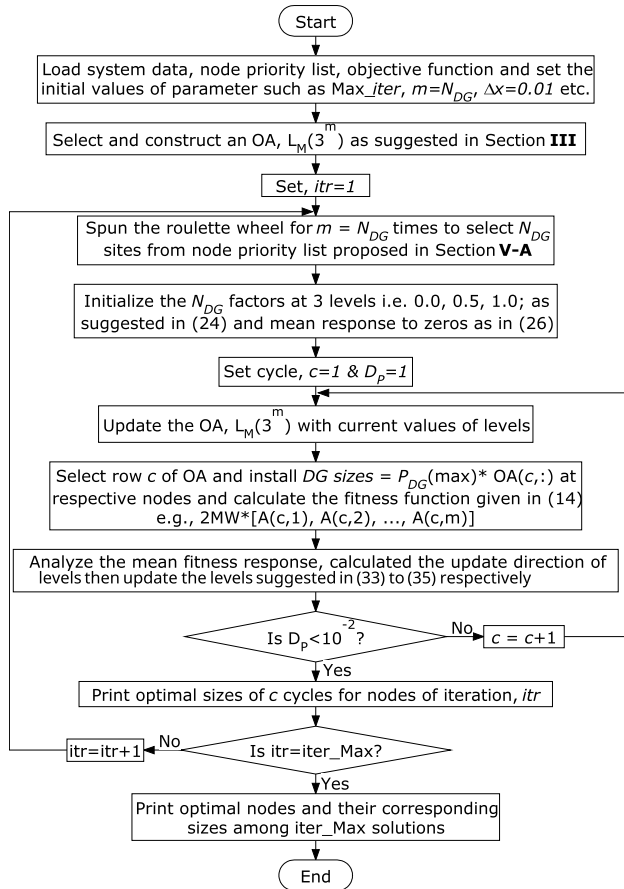 Start
Load system data, node priority list, objective function and set the
initial values of parameter such as Max_iter, m=N_DG, Δx=0.01 etc.
Select and construct an OA, L_M(3^m) as suggested in Section III
Set, itr=1
Spun the roulette wheel for m = N_DG times to select N_DG
sites from node priority list proposed in Section V-A
Initialize the N_DG factors at 3 levels i.e. 0.0, 0.5, 1.0; as
suggested in (24) and mean response to zeros as in (26)
Set cycle, c=1 & D_P=1
Update the OA, L_M(3^m) with current values of levels
Select row c of OA and install DG sizes = P_DG(max)* OA(c,:) at
respective nodes and calculate the fitness function given in (14)
e.g., 2MW*[A(c,1), A(c,2), ..., A(c,m)]
Analyze the mean fitness response, calculated the update direction of
levels then update the levels suggested in (33) to (35) respectively
Is D_P<10^-2?
No
c = c+1
Yes
Print optimal sizes of c cycles for nodes of iteration, itr
Is itr=iter_Max?
No
itr=itr+1
Yes
Print optimal nodes and their corresponding
sizes among iter_Max solutions
End